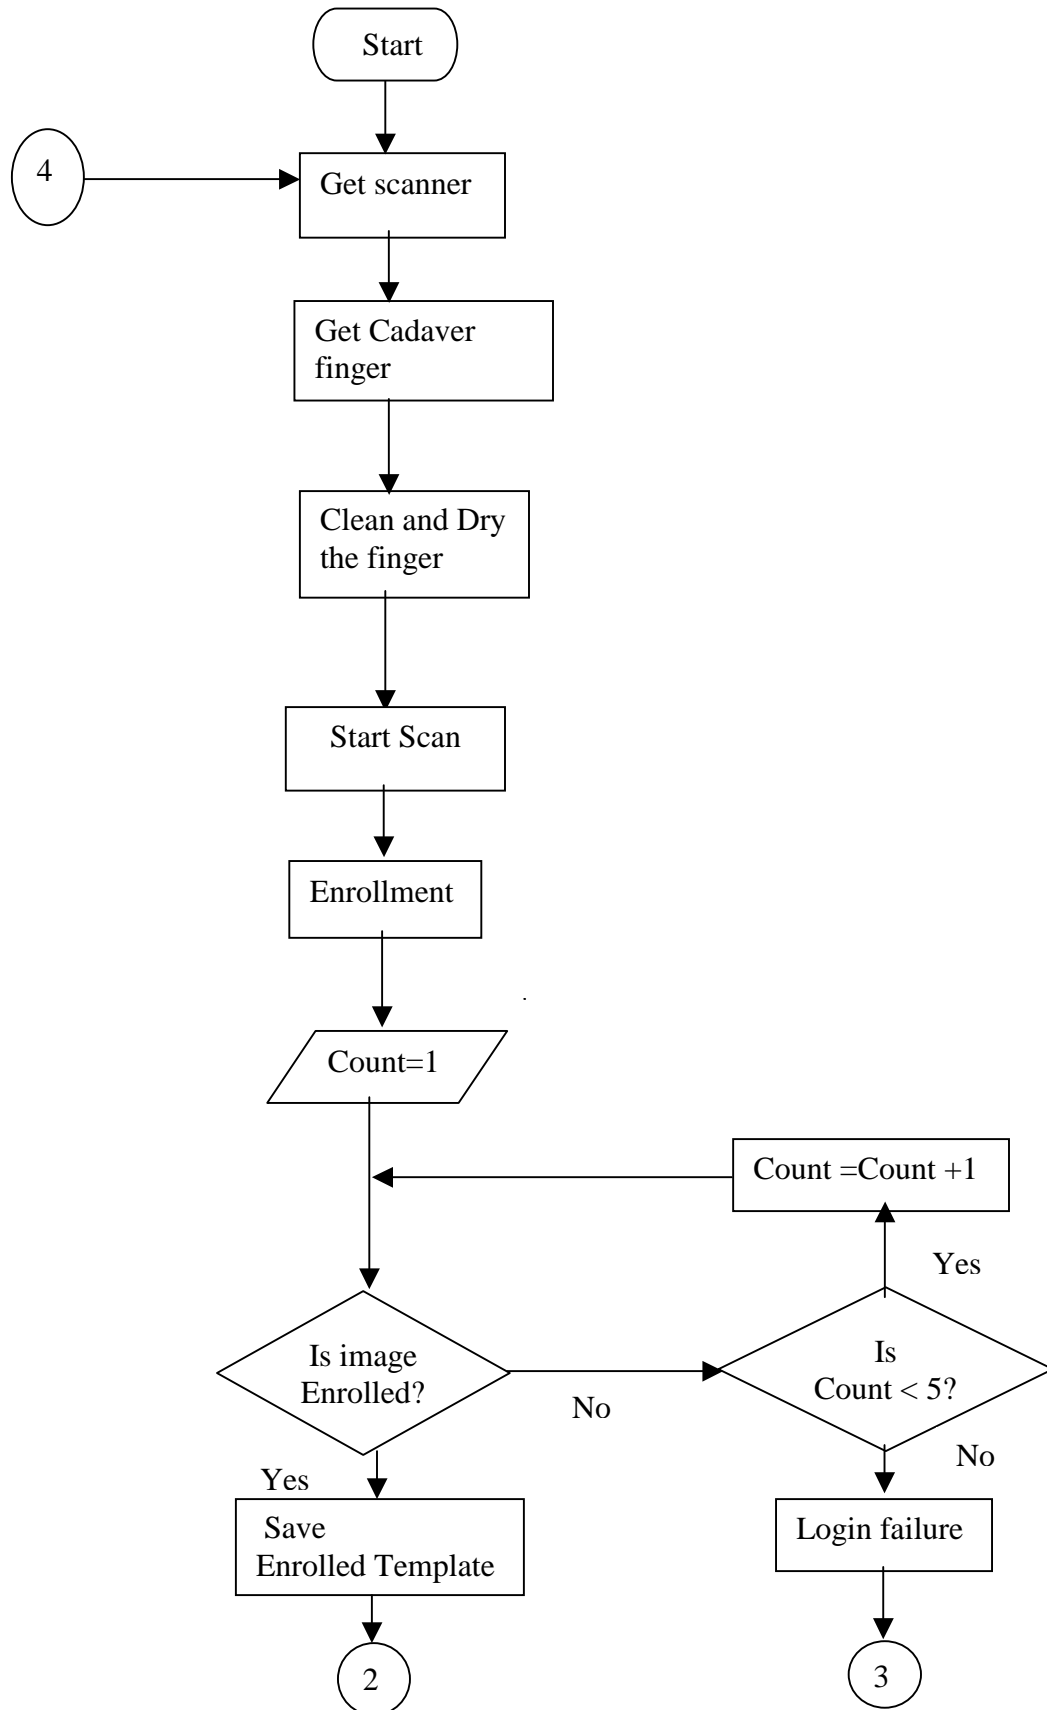 Start
4
Get scanner
Get Cadaver
finger
Clean and Dry
the finger
Start Scan
Enrollment
Count=1
Count =Count +1
Yes
Is image
Enrolled?
No
Is
Count < 5?
No
Yes
Save
Enrolled Template
Login failure
2
3